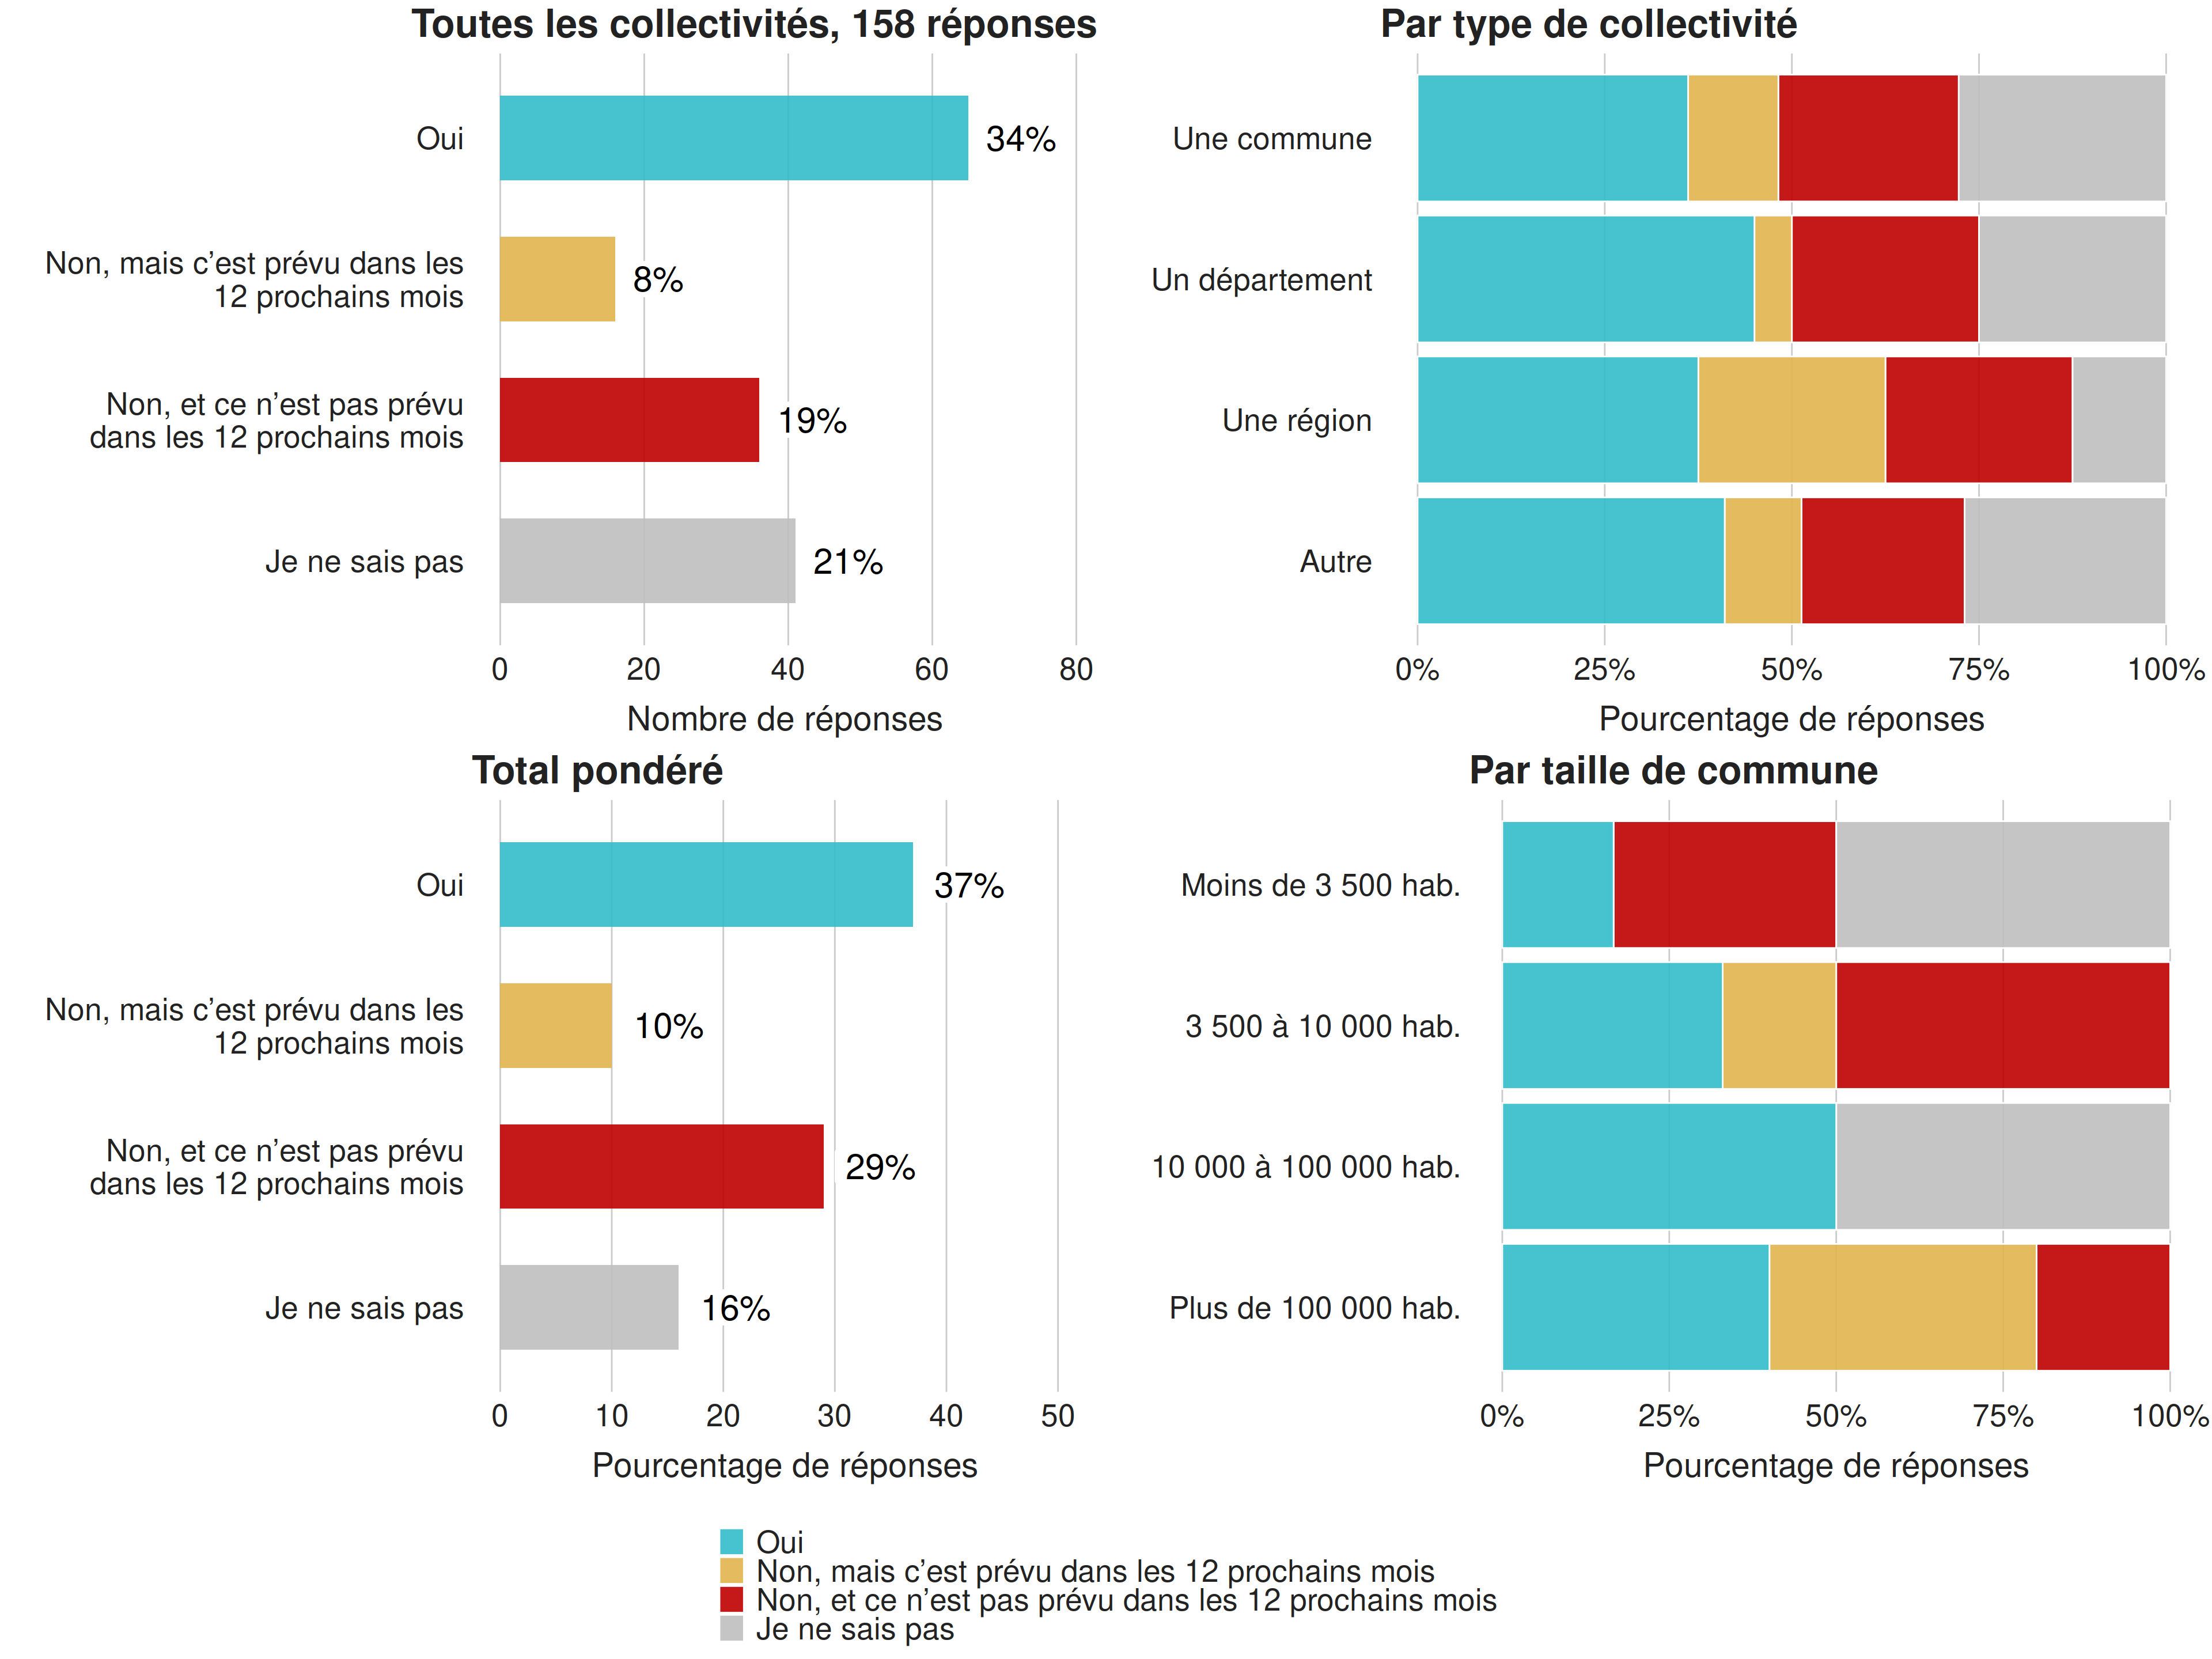 Toutes les collectivités, 158 réponses
Oui
34%
Non, mais c’est prévu dans les
12 prochains mois
8%
Non, et ce n’est pas prévu
dans les 12 prochains mois
19%
Je ne sais pas
21%
0 20 40 60 80
Nombre de réponses
Par type de collectivité
Une commune
Un département
Une région
Autre
0% 25% 50% 75% 100%
Pourcentage de réponses
Total pondéré
Oui
37%
Non, mais c’est prévu dans les
12 prochains mois
10%
Non, et ce n’est pas prévu
dans les 12 prochains mois
29%
Je ne sais pas
16%
0 10 20 30 40 50
Pourcentage de réponses
Par taille de commune
Moins de 3 500 hab.
3 500 à 10 000 hab.
10 000 à 100 000 hab.
Plus de 100 000 hab.
0% 25% 50% 75% 100%
Pourcentage de réponses
Oui
Non, mais c’est prévu dans les 12 prochains mois
Non, et ce n’est pas prévu dans les 12 prochains mois
Je ne sais pas